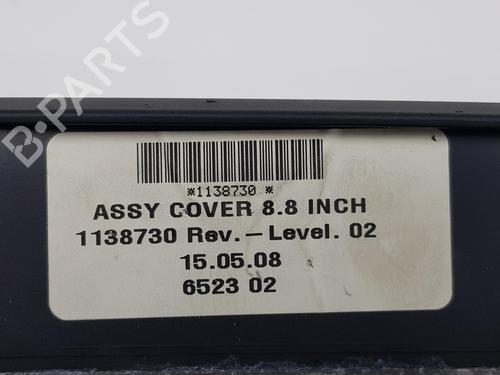 B-PARTS
*1138730 *
ASSY COVER 8.8 INCH
1138730 Rev. – Level. 02
15.05.08
6523 02